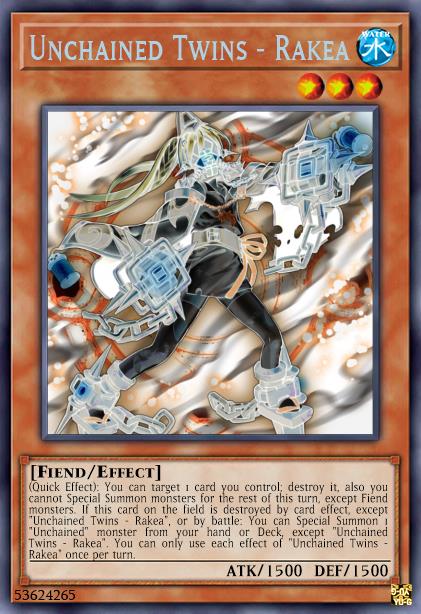 UNCHAINED TWINS - RAKEA
WATER
水
[FIEND/EFFECT]
(Quick Effect): You can target 1 card you control; destroy it, also you
cannot Special Summon monsters for the rest of this turn, except Fiend
monsters. If this card on the field is destroyed by card effect, except
"Unchained Twins - Rakea", or by battle: You can Special Summon 1
"Unchained" monster from your hand or Deck, except "Unchained
Twins - Rakea". You can only use each effect of "Unchained Twins -
Rakea" once per turn.
ATK/1500 DEF/1500
53624265